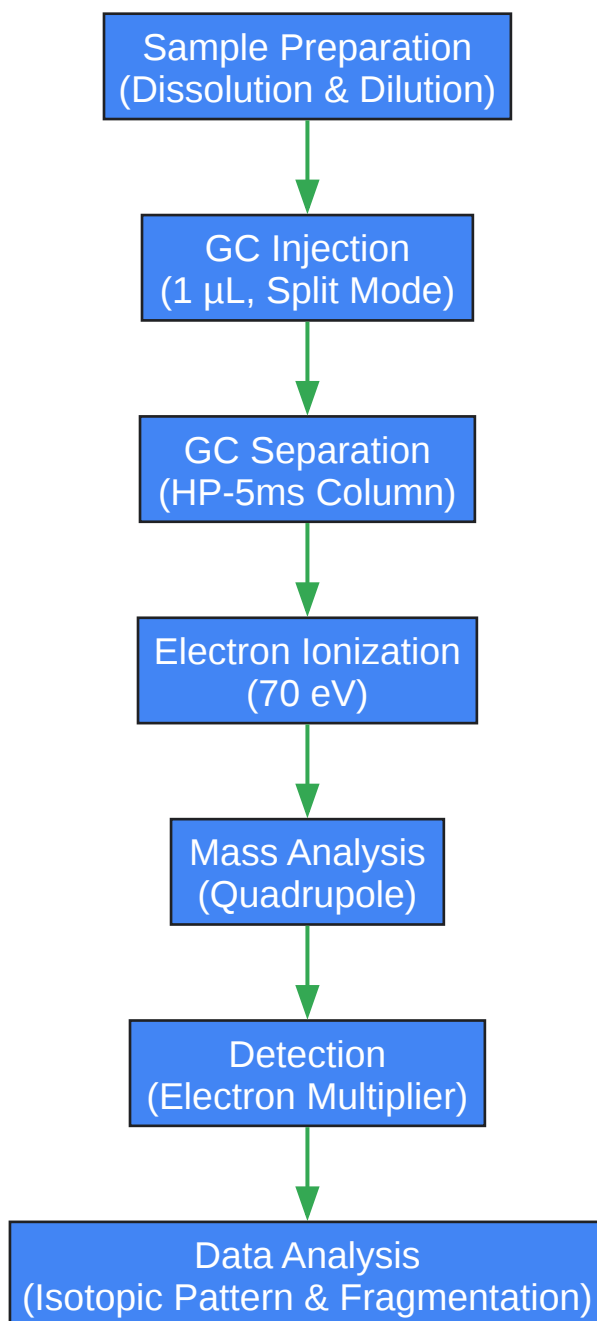 Sample Preparation
(Dissolution & Dilution)
GC Injection
(1 µL, Split Mode)
GC Separation
(HP-5ms Column)
Electron Ionization
(70 eV)
Mass Analysis
(Quadrupole)
Detection
(Electron Multiplier)
Data Analysis
(Isotopic Pattern & Fragmentation)